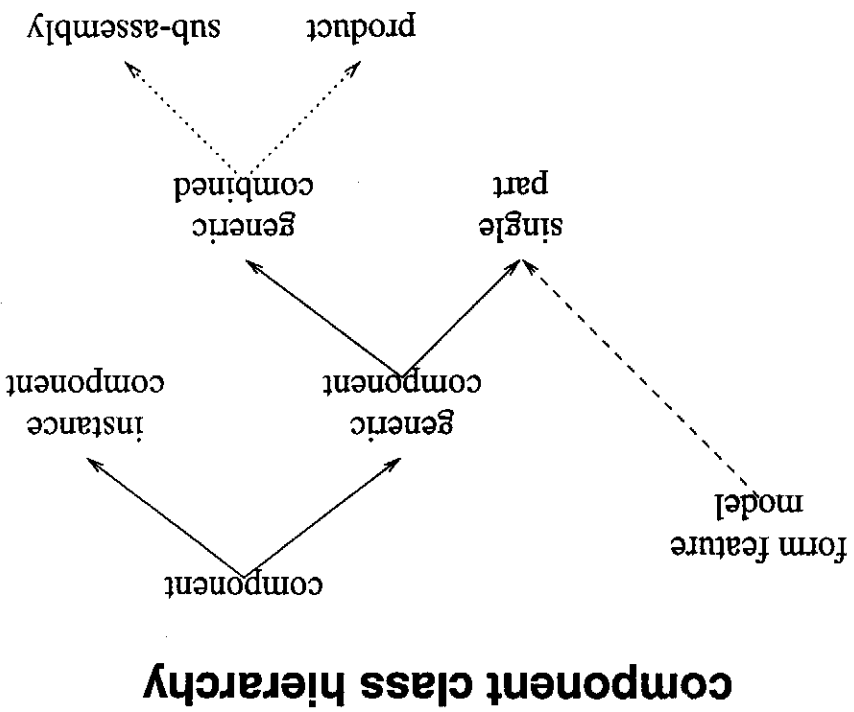 component class hierarchy
component
form feature
model
generic
component
instance
component
single
part
generic
combined
product
sub-assembly